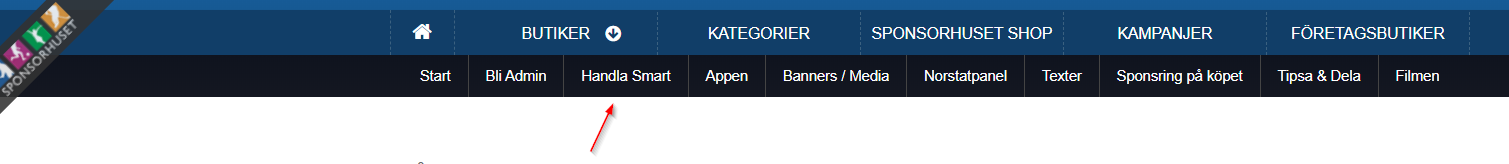 SPONSORHUSET
BUTIKER KATEGORIER SPONSORHUSET SHOP KAMPANJER FÖRETAGSBUTIKER
Start Bli Admin Handla Smart Appen Banners / Media Norstatpanel Texter Sponsring på köpet Tipsa & Dela Filmen